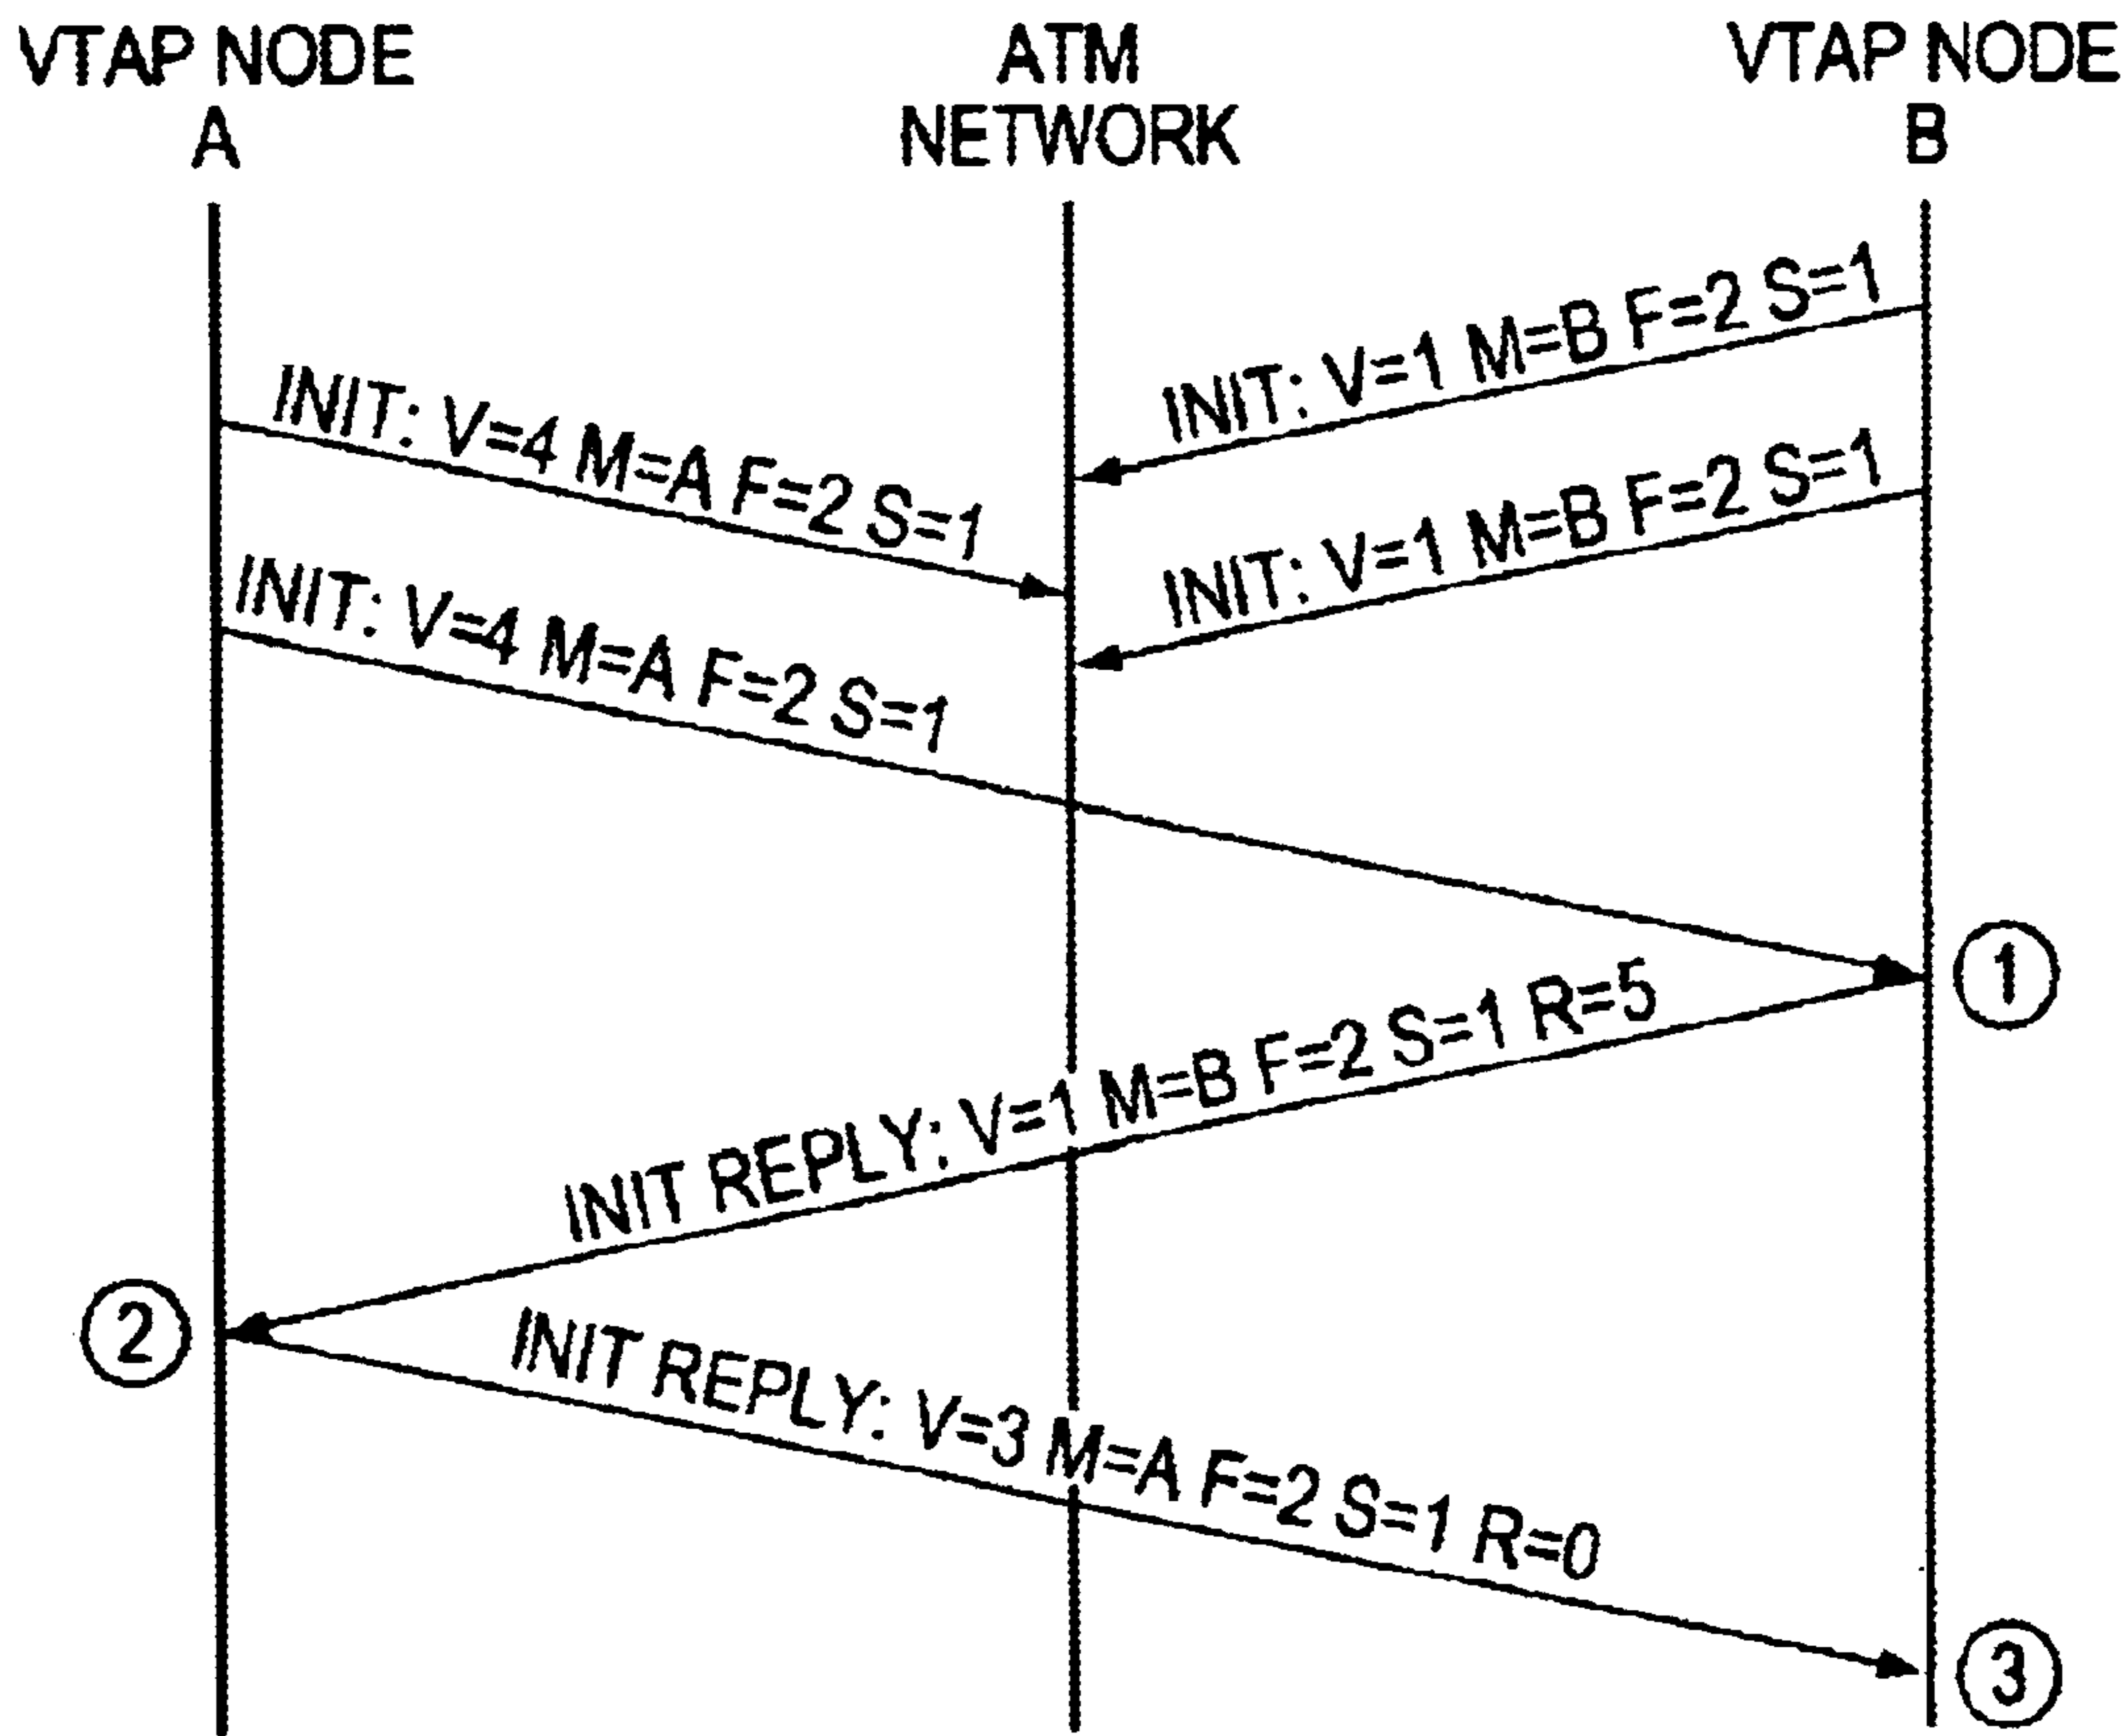 VTAP NODE
A
ATM
NETWORK
VTAP NODE
B
INIT: V=1 M=B F=2 S=1
INIT: V=4 M=A F=2 S=1
INIT: V=1 M=B F=2 S=1
INIT: V=4 M=A F=2 S=1
1
INIT REPLY: V=1 M=B F=2 S=1 R=5
2
INIT REPLY: V=3 M=A F=2 S=1 R=0
3